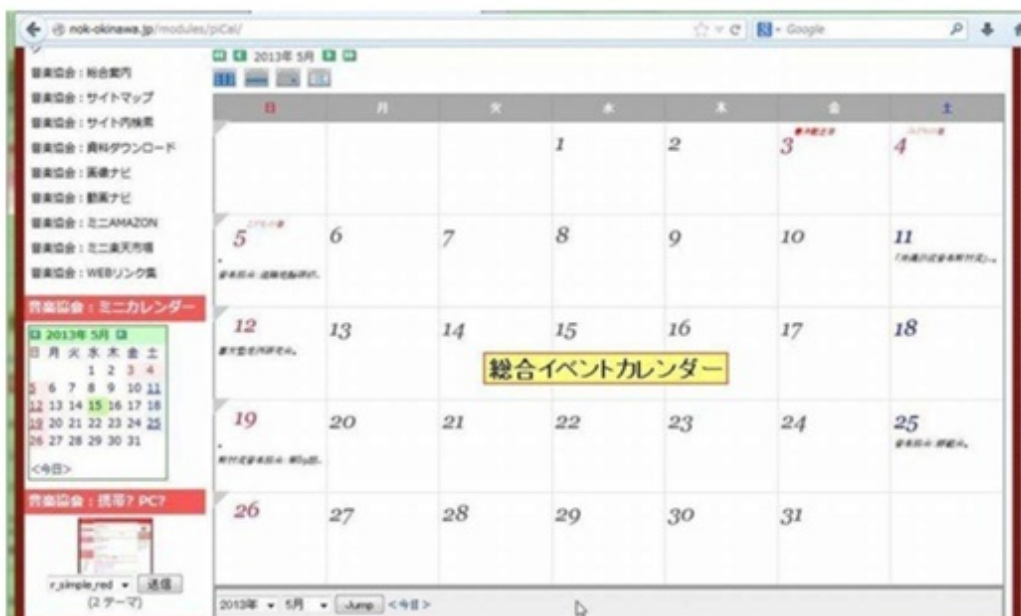 nok-okinawa.jp/modules/piCal/
Google
音楽協会：総合案内
音楽協会：サイトマップ
音楽協会：サイト内検索
音楽協会：資料ダウンロード
音楽協会：画像ナビ
音楽協会：動画ナビ
音楽協会：ミニAMAZON
音楽協会：ミニ楽天市場
音楽協会：WEBリンク集
音楽協会：ミニカレンダー
2013年 5月
日 月 火 水 木 金 土
1 2 3 4
5 6 7 8 9 10 11
12 13 14 15 16 17 18
19 20 21 22 23 24 25
26 27 28 29 30 31
<今日>
音楽協会：携帯? PC?
r_simple_red 送信
(2 テーマ)
2013年 5月
日 月 火 水 木 金 土
1 2 3 4
5 6 7 8 9 10 11
12 13 14 15 16 17 18
総合イベントカレンダー
19 20 21 22 23 24 25
26 27 28 29 30 31
2013年 5月 Jump <今日>